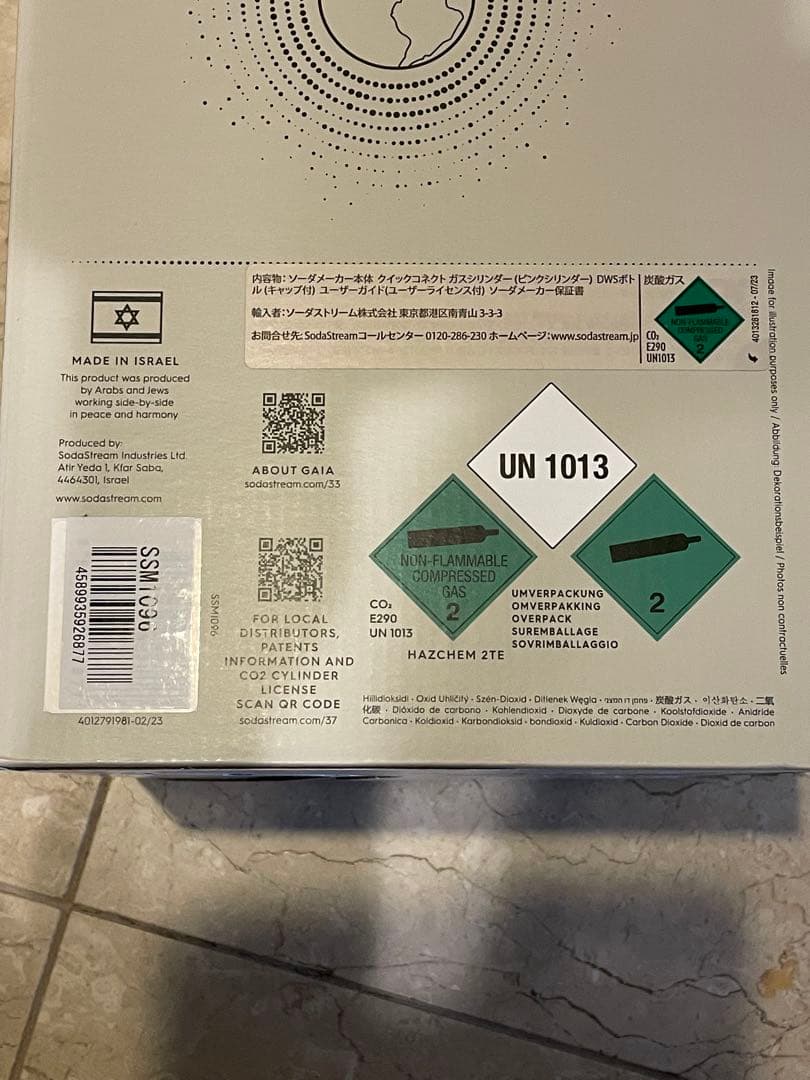 内容物: ソーダメーカー本体 クイックコネクト ガスシリンダー (ピンクシリンダー) DWSボト
ル (キャップ付) ユーザーガイド(ユーザーライセンス付) ソーダメーカー保証書
輸入者:ソーダストリーム株式会社 東京都港区南青山 3-3-3
お問合せ先: SodaStreamコールセンター 0120-286-230 ホームページ:www.sodastream.jp
炭酸ガス
NON-FLAMMABLE
COMPRESSED
GAS
2
CO₂
E290
UN1013
4013261812 - 07/23
Image for illustration purposes only / Abbildung: Dekorationsbeispiel / Photos non contractuelles
MADE IN ISRAEL
This product was produced
by Arabs and Jews
working side-by-side
in peace and harmony
Produced by:
SodaStream Industries Ltd.
Atir Yeda 1, Kfar Saba,
4464301, Israel
www.sodastream.com
ABOUT GAIA
sodastream.com/33
UN 1013
NON-FLAMMABLE
COMPRESSED
GAS
2
2
CO₂
E290
UN 1013
UMVERPACKUNG
OMVERPAKKING
OVERPACK
SUREMBALLAGE
SOVRIMBALLAGGIO
HAZCHEM 2TE
SSM1096
4589935926877
SSM1096
4012791981-02/23
FOR LOCAL
DISTRIBUTORS,
PATENTS
INFORMATION AND
CO2 CYLINDER
LICENSE
SCAN QR CODE
sodastream.com/37
Hiilidioksidi · Oxid Uhličitý · Szén-Dioxid · Ditlenek Węgla · פחמן דו חמצני · 炭酸ガス · 이산화탄소 · 二氧
化碳 · Dióxido de carbono · Kohlendioxid · Dioxyde de carbone · Koolstofdioxide · Anidride
Carbonica · Koldioxid · Karbondioksid · bondioxid · Kuldioxid · Carbon Dioxide · Dioxid de carbon